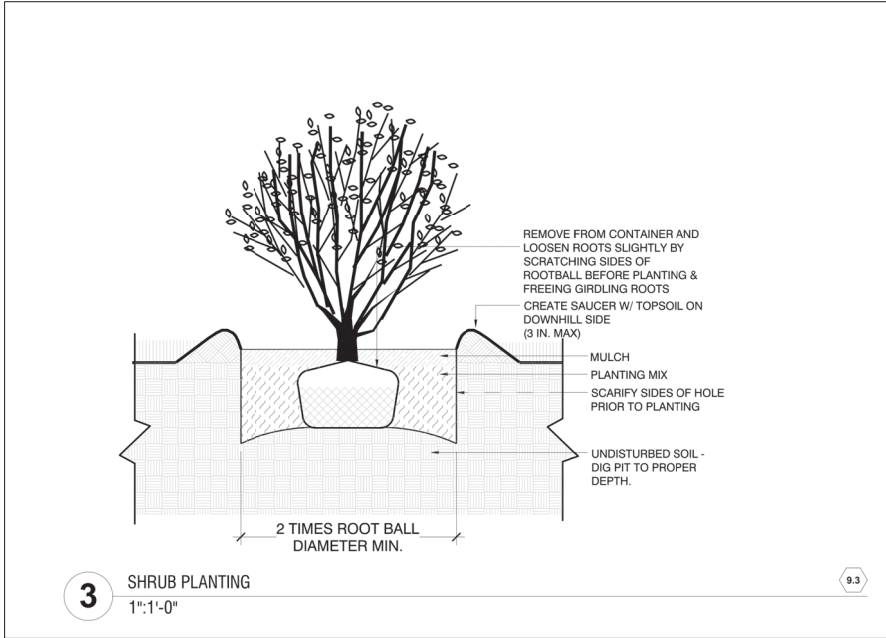 REMOVE FROM CONTAINER AND
LOOSEN ROOTS SLIGHTLY BY
SCRATCHING SIDES OF
ROOTBALL BEFORE PLANTING &
FREEING GIRDLING ROOTS
CREATE SAUCER W/ TOPSOIL ON
DOWNHILL SIDE
(3 IN. MAX)
MULCH
PLANTING MIX
SCARIFY SIDES OF HOLE
PRIOR TO PLANTING
UNDISTURBED SOIL -
DIG PIT TO PROPER
DEPTH.
2 TIMES ROOT BALL
DIAMETER MIN.
3
SHRUB PLANTING
1":1'-0"
9.3